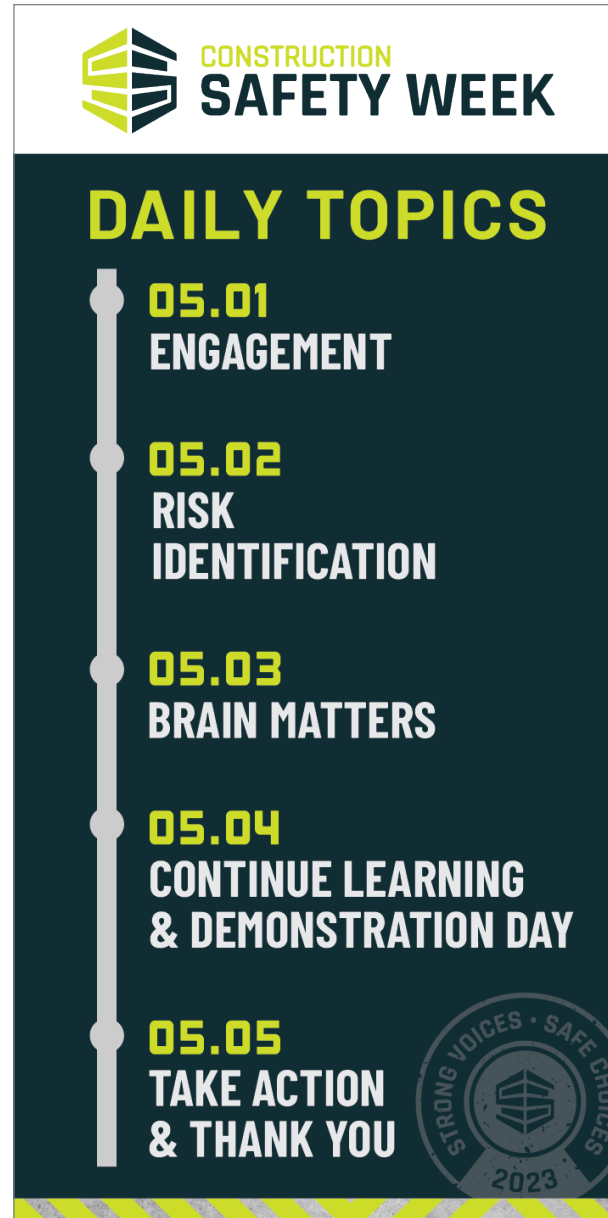 CONSTRUCTION
SAFETY WEEK
DAILY TOPICS
05.01
ENGAGEMENT
05.02
RISK
IDENTIFICATION
05.03
BRAIN MATTERS
05.04
CONTINUE LEARNING
& DEMONSTRATION DAY
05.05
TAKE ACTION
& THANK YOU
STRONG VOICES • SAFE CHOICES
2023